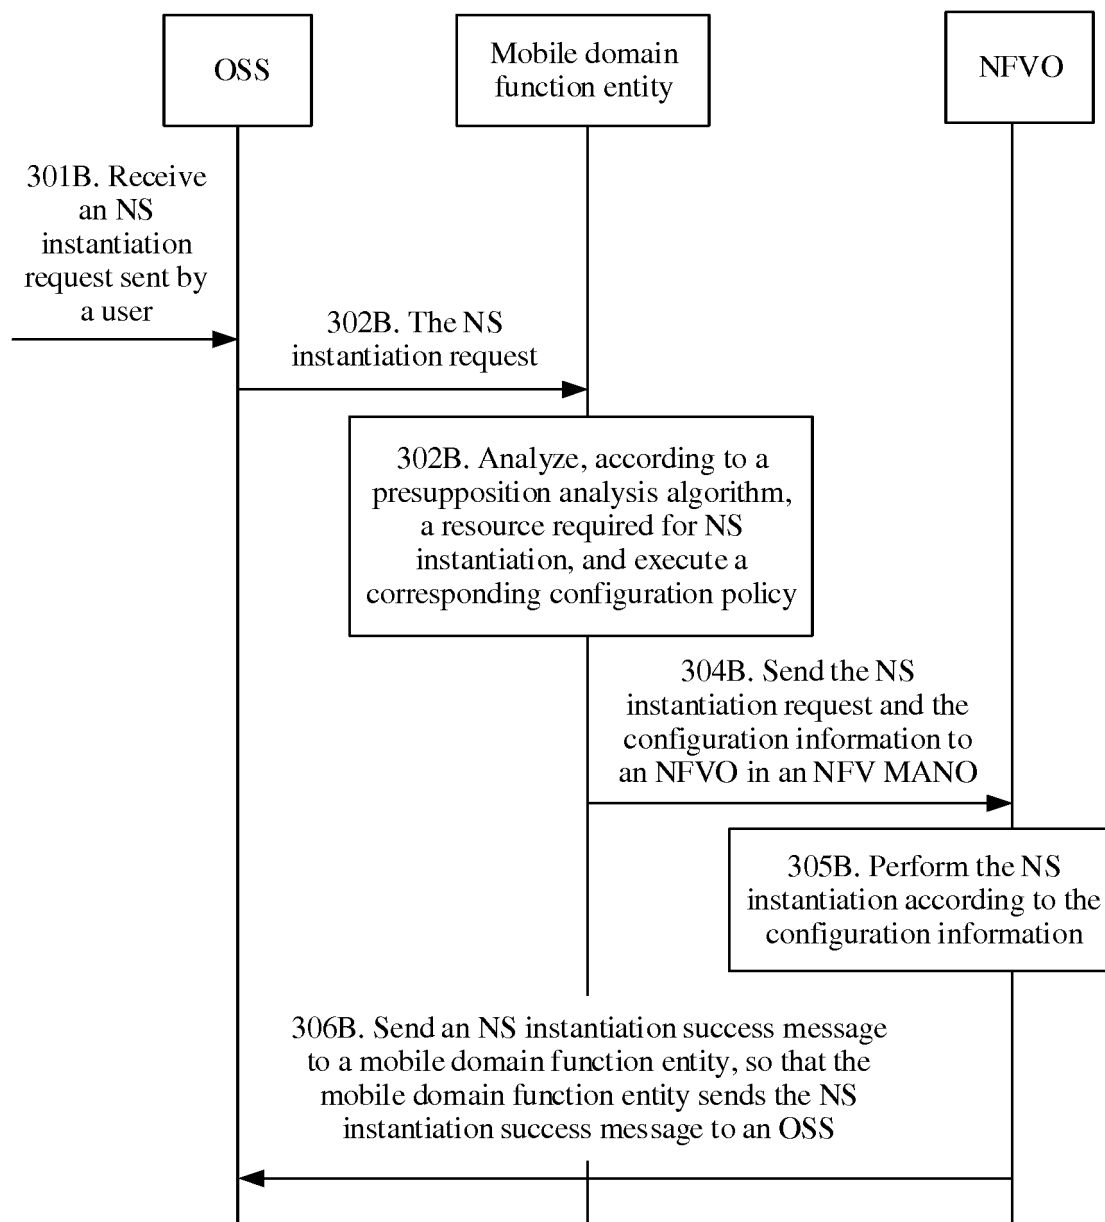 OSS
Mobile domain
function entity
NFVO
301B. Receive
an NS
instantiation
request sent by
a user
302B. The NS
instantiation request
302B. Analyze, according to a
presupposition analysis algorithm,
a resource required for NS
instantiation, and execute a
corresponding configuration policy
304B. Send the NS
instantiation request and the
configuration information to
an NFVO in an NFV MANO
305B. Perform the NS
instantiation according to the
configuration information
306B. Send an NS instantiation success message
to a mobile domain function entity, so that the
mobile domain function entity sends the NS
instantiation success message to an OSS